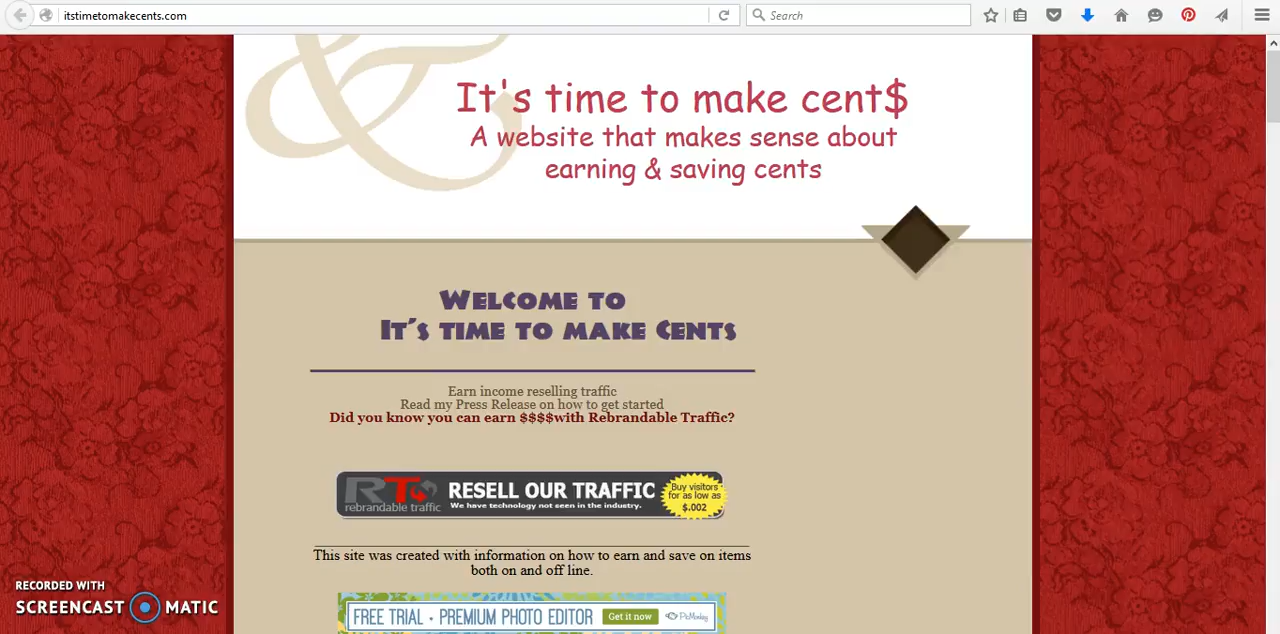 itstimetomakecents.com
Search
It's time to make cent$
A website that makes sense about
earning & saving cents
Welcome to
It's time to make Cents
Earn income reselling traffic
Read my Press Release on how to get started
Did you know you can earn $$$$with Rebrandable Traffic?
RT
rebrandable traffic
RESELL OUR TRAFFIC
We have technology not seen in the industry.
Buy visitors
for as low as
$.002
This site was created with information on how to earn and save on items
both on and off line.
FREE TRIAL • PREMIUM PHOTO EDITOR
Get it now
PicMonkey
RECORDED WITH
SCREENCAST MATIC